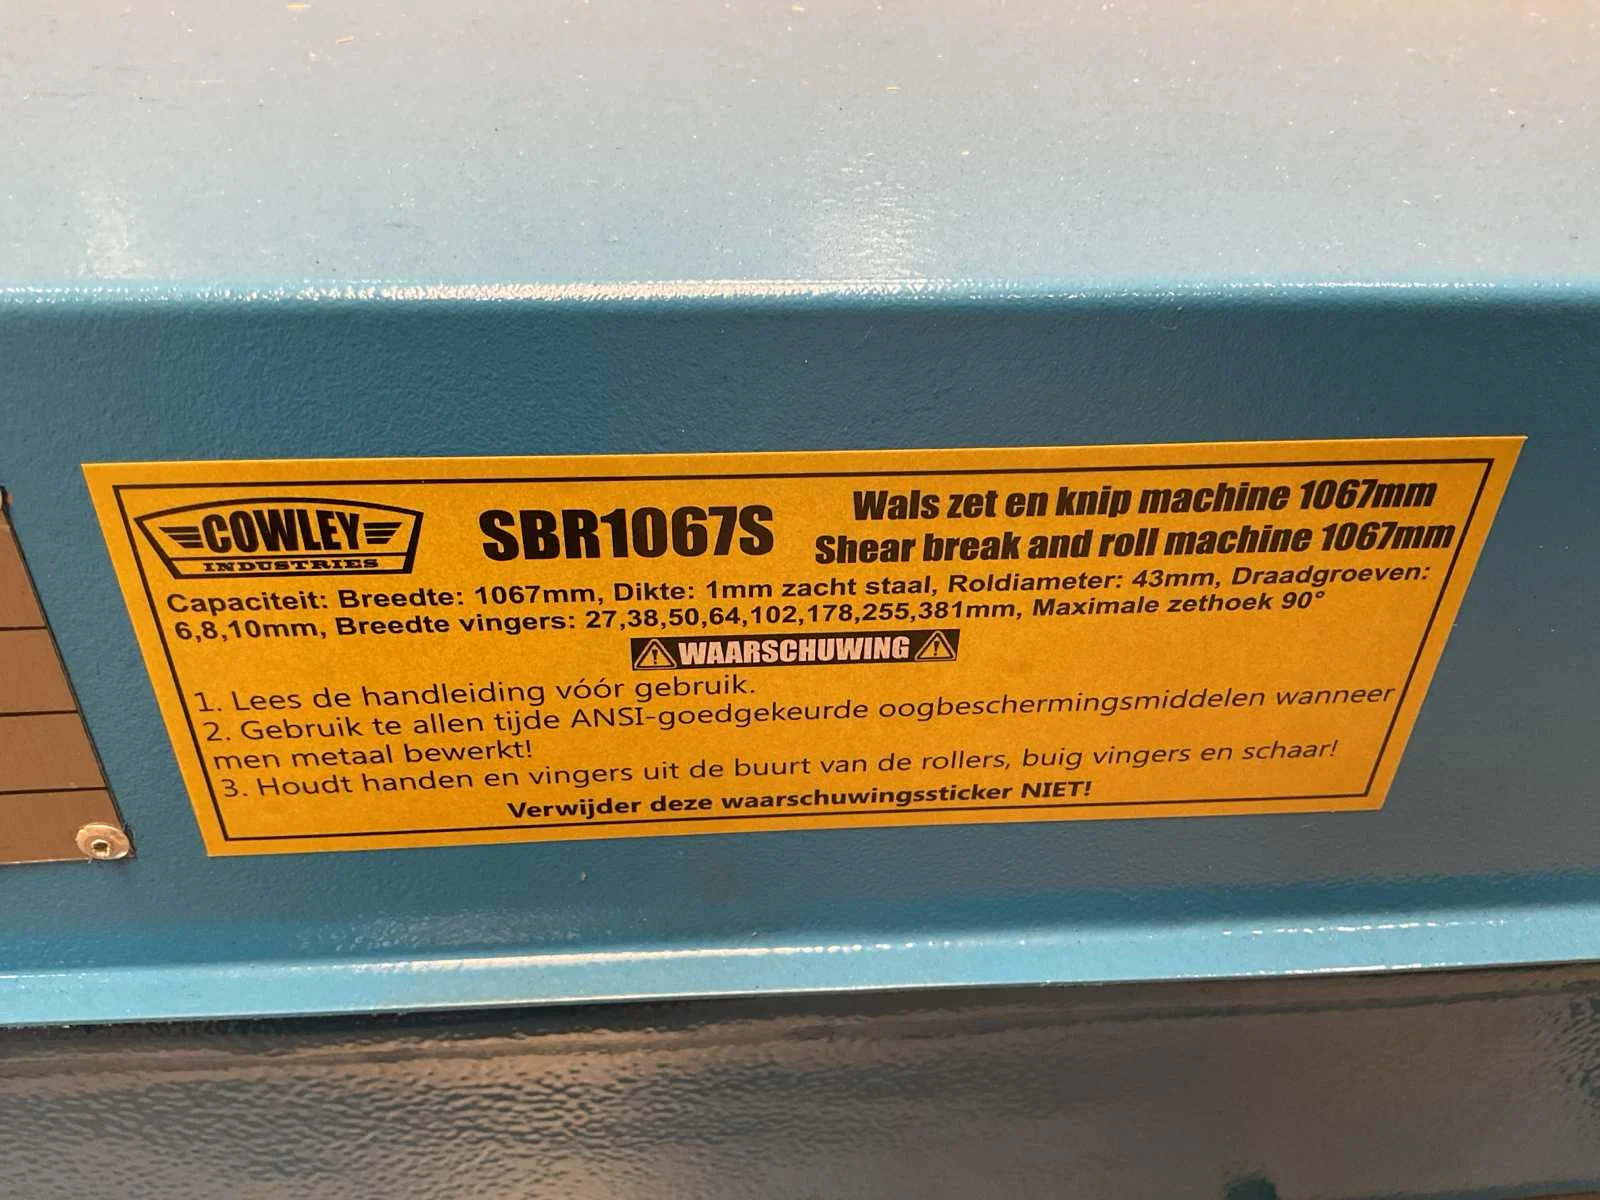 COWLEY
INDUSTRIES
SBR1067S
Wals zet en knip machine 1067mm
Shear break and roll machine 1067mm
Capaciteit: Breedte: 1067mm, Dikte: 1mm zacht staal, Roldiameter: 43mm, Draadgroeven:
6,8,10mm, Breedte vingers: 27,38,50,64,102,178,255,381mm, Maximale zethoek 90°
WAARSCHUWING
1. Lees de handleiding vóór gebruik.
2. Gebruik te allen tijde ANSI-goedgekeurde oogbeschermingsmiddelen wanneer
men metaal bewerkt!
3. Houdt handen en vingers uit de buurt van de rollers, buig vingers en schaar!
Verwijder deze waarschuwingssticker NIET!